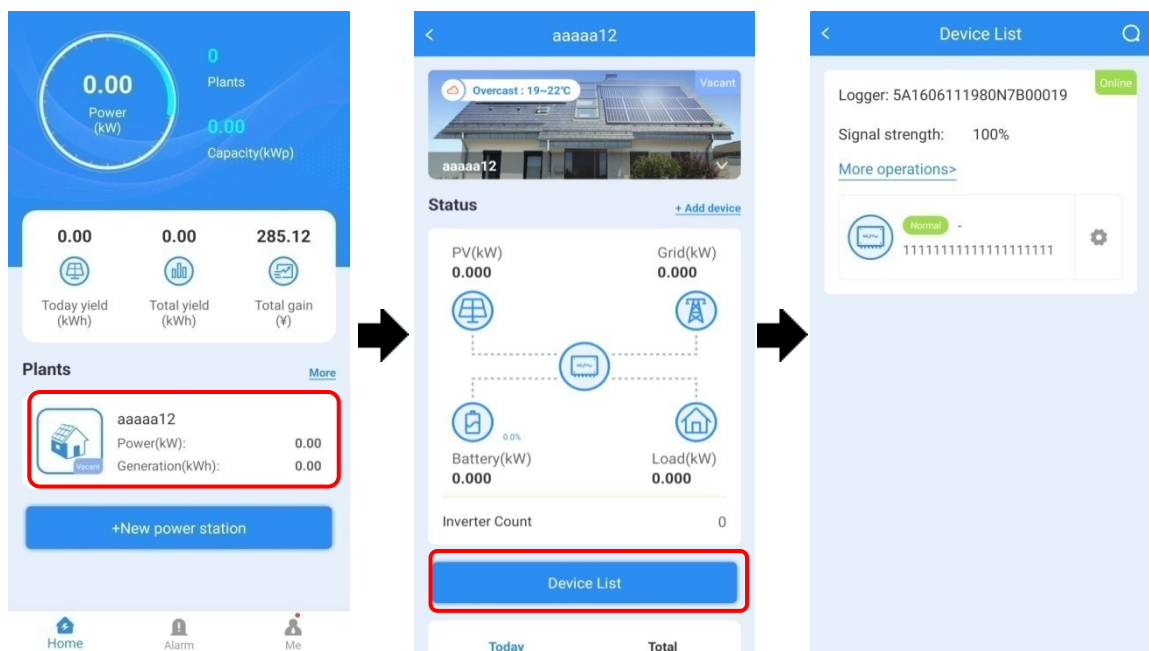 0.00
Power
(kW)
0
Plants
0.00
Capacity(kWp)
0.00 0.00 285.12
Today yield Total yield Total gain
(kWh) (kWh) (¥)
Plants More
aaaaa12
Power(kW): 0.00
Vacant Generation(kWh): 0.00
+New power station
Home Alarm Me
aaaaa12
Overcast : 19~22℃ Vacant
aaaaa12
Status + Add device
PV(kW) Grid(kW)
0.000 0.000
0.0%
Battery(kW) Load(kW)
0.000 0.000
Inverter Count 0
Device List
Today Total
Device List
Online
Logger: 5A1606111980N7B00019
Signal strength: 100%
More operations>
Normal -
11111111111111111111